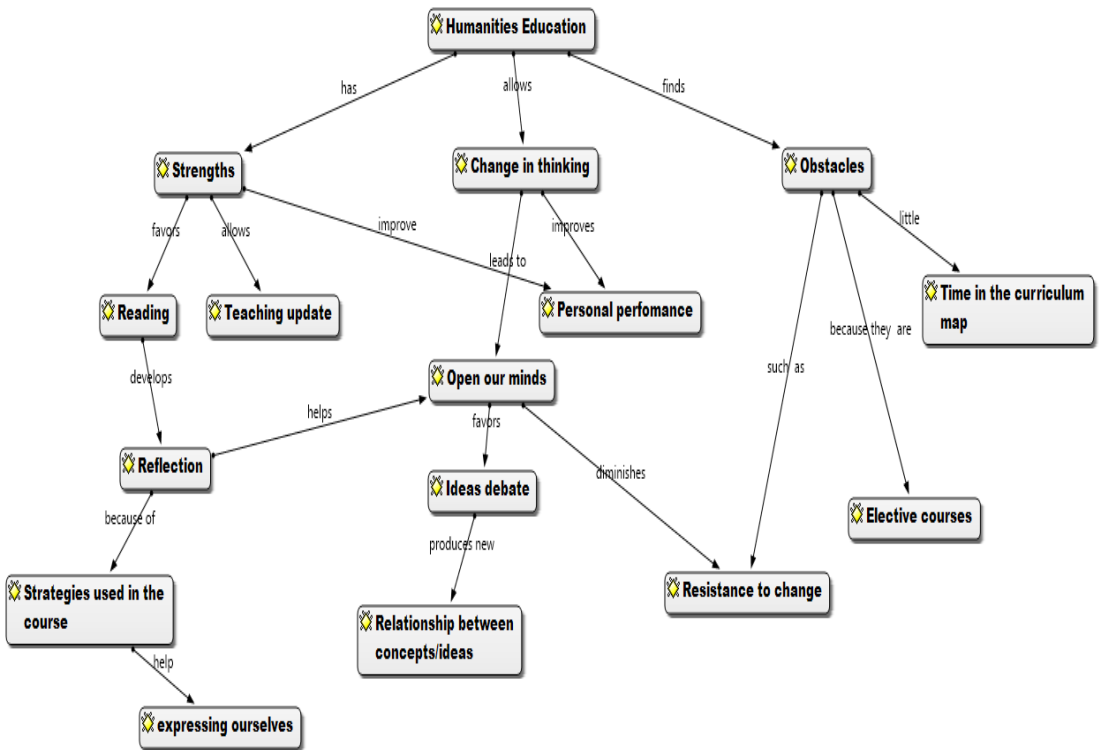 Humanities Education
has
allows
finds
Strengths
Change in thinking
Obstacles
favors
allows
improve
improves
little
leads to
Reading
Teaching update
Personal perfomance
Time in the curriculum
map
because they are
such as
develops
Open our minds
helps
favors
Reflection
Ideas debate
diminishes
Elective courses
because of
produces new
Strategies used in the
course
Resistance to change
Relationship between
concepts/ideas
help
expressing ourselves